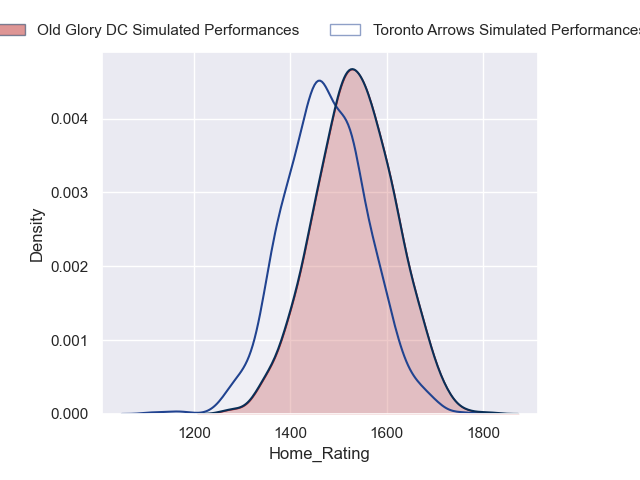 Old Glory DC Simulated Performances
Toronto Arrows Simulated Performances
0.004
0.003
0.002
0.001
0.000
Density
1200
1400
1600
1800
Home_Rating